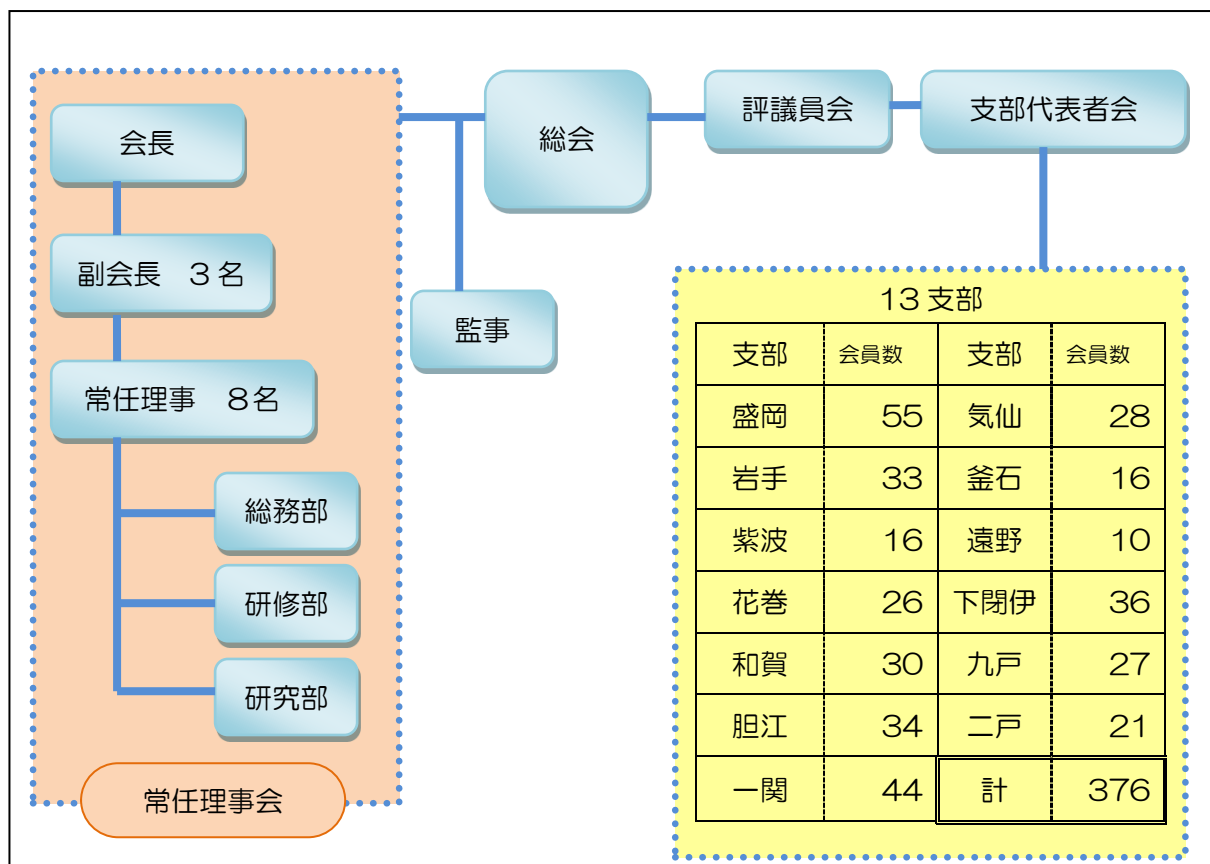 会長
副会長 3名
常任理事 8名
総務部
研修部
研究部
常任理事会
総会
監事
評議員会
支部代表者会
13支部
支部 会員数 支部 会員数
盛岡 55 気仙 28
岩手 33 釜石 16
紫波 16 遠野 10
花巻 26 下閉伊 36
和賀 30 九戸 27
胆江 34 二戸 21
一関 44 計 376